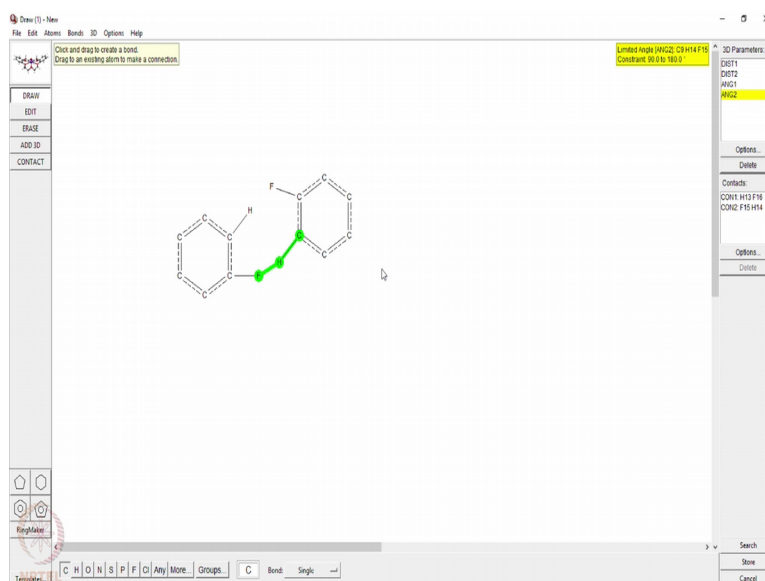 Draw (1) - New
File Edit Atoms Bonds 3D Options Help
Click and drag to create a bond.
Drag to an existing atom to make a connection.
Limited Angle [ANG2]: C9 H14 F15
Constraint: 90.0 to 180.0 °
3D Parameters:
DIST1
DIST2
ANG1
ANG2
DRAW
EDIT
ERASE
ADD 3D
CONTACT
Options...
Delete
Contacts:
CON1: H13 F16
CON2: F15 H14
Options...
Delete
F C C C C C C
H C C C C C C
F H
RingMaker
Templates
C H O N S P F Cl Any More... Groups... C Bond: Single
Search
Store
Cancel
NPTEL